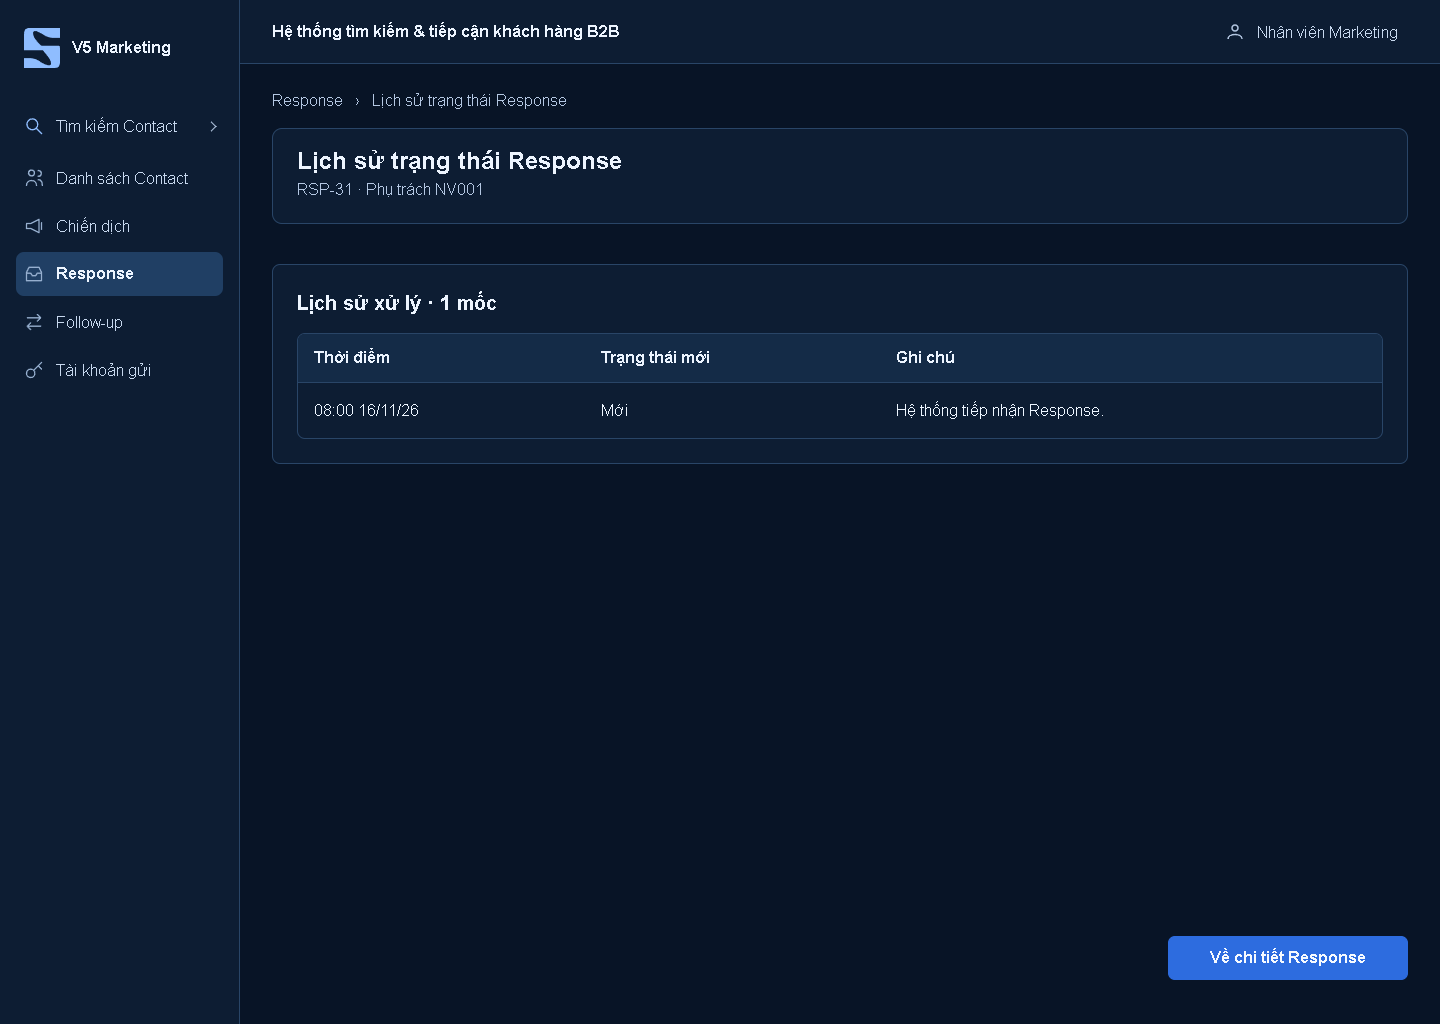 V5 Marketing
Hệ thống tìm kiếm & tiếp cận khách hàng B2B
Nhân viên Marketing
Tìm kiếm Contact
Danh sách Contact
Chiến dịch
Response
Follow-up
Tài khoản gửi
Response › Lịch sử trạng thái Response
Lịch sử trạng thái Response
RSP-31 · Phụ trách NV001
Lịch sử xử lý · 1 mốc
Thời điểm Trạng thái mới Ghi chú
08:00 16/11/26 Mới Hệ thống tiếp nhận Response.
Về chi tiết Response